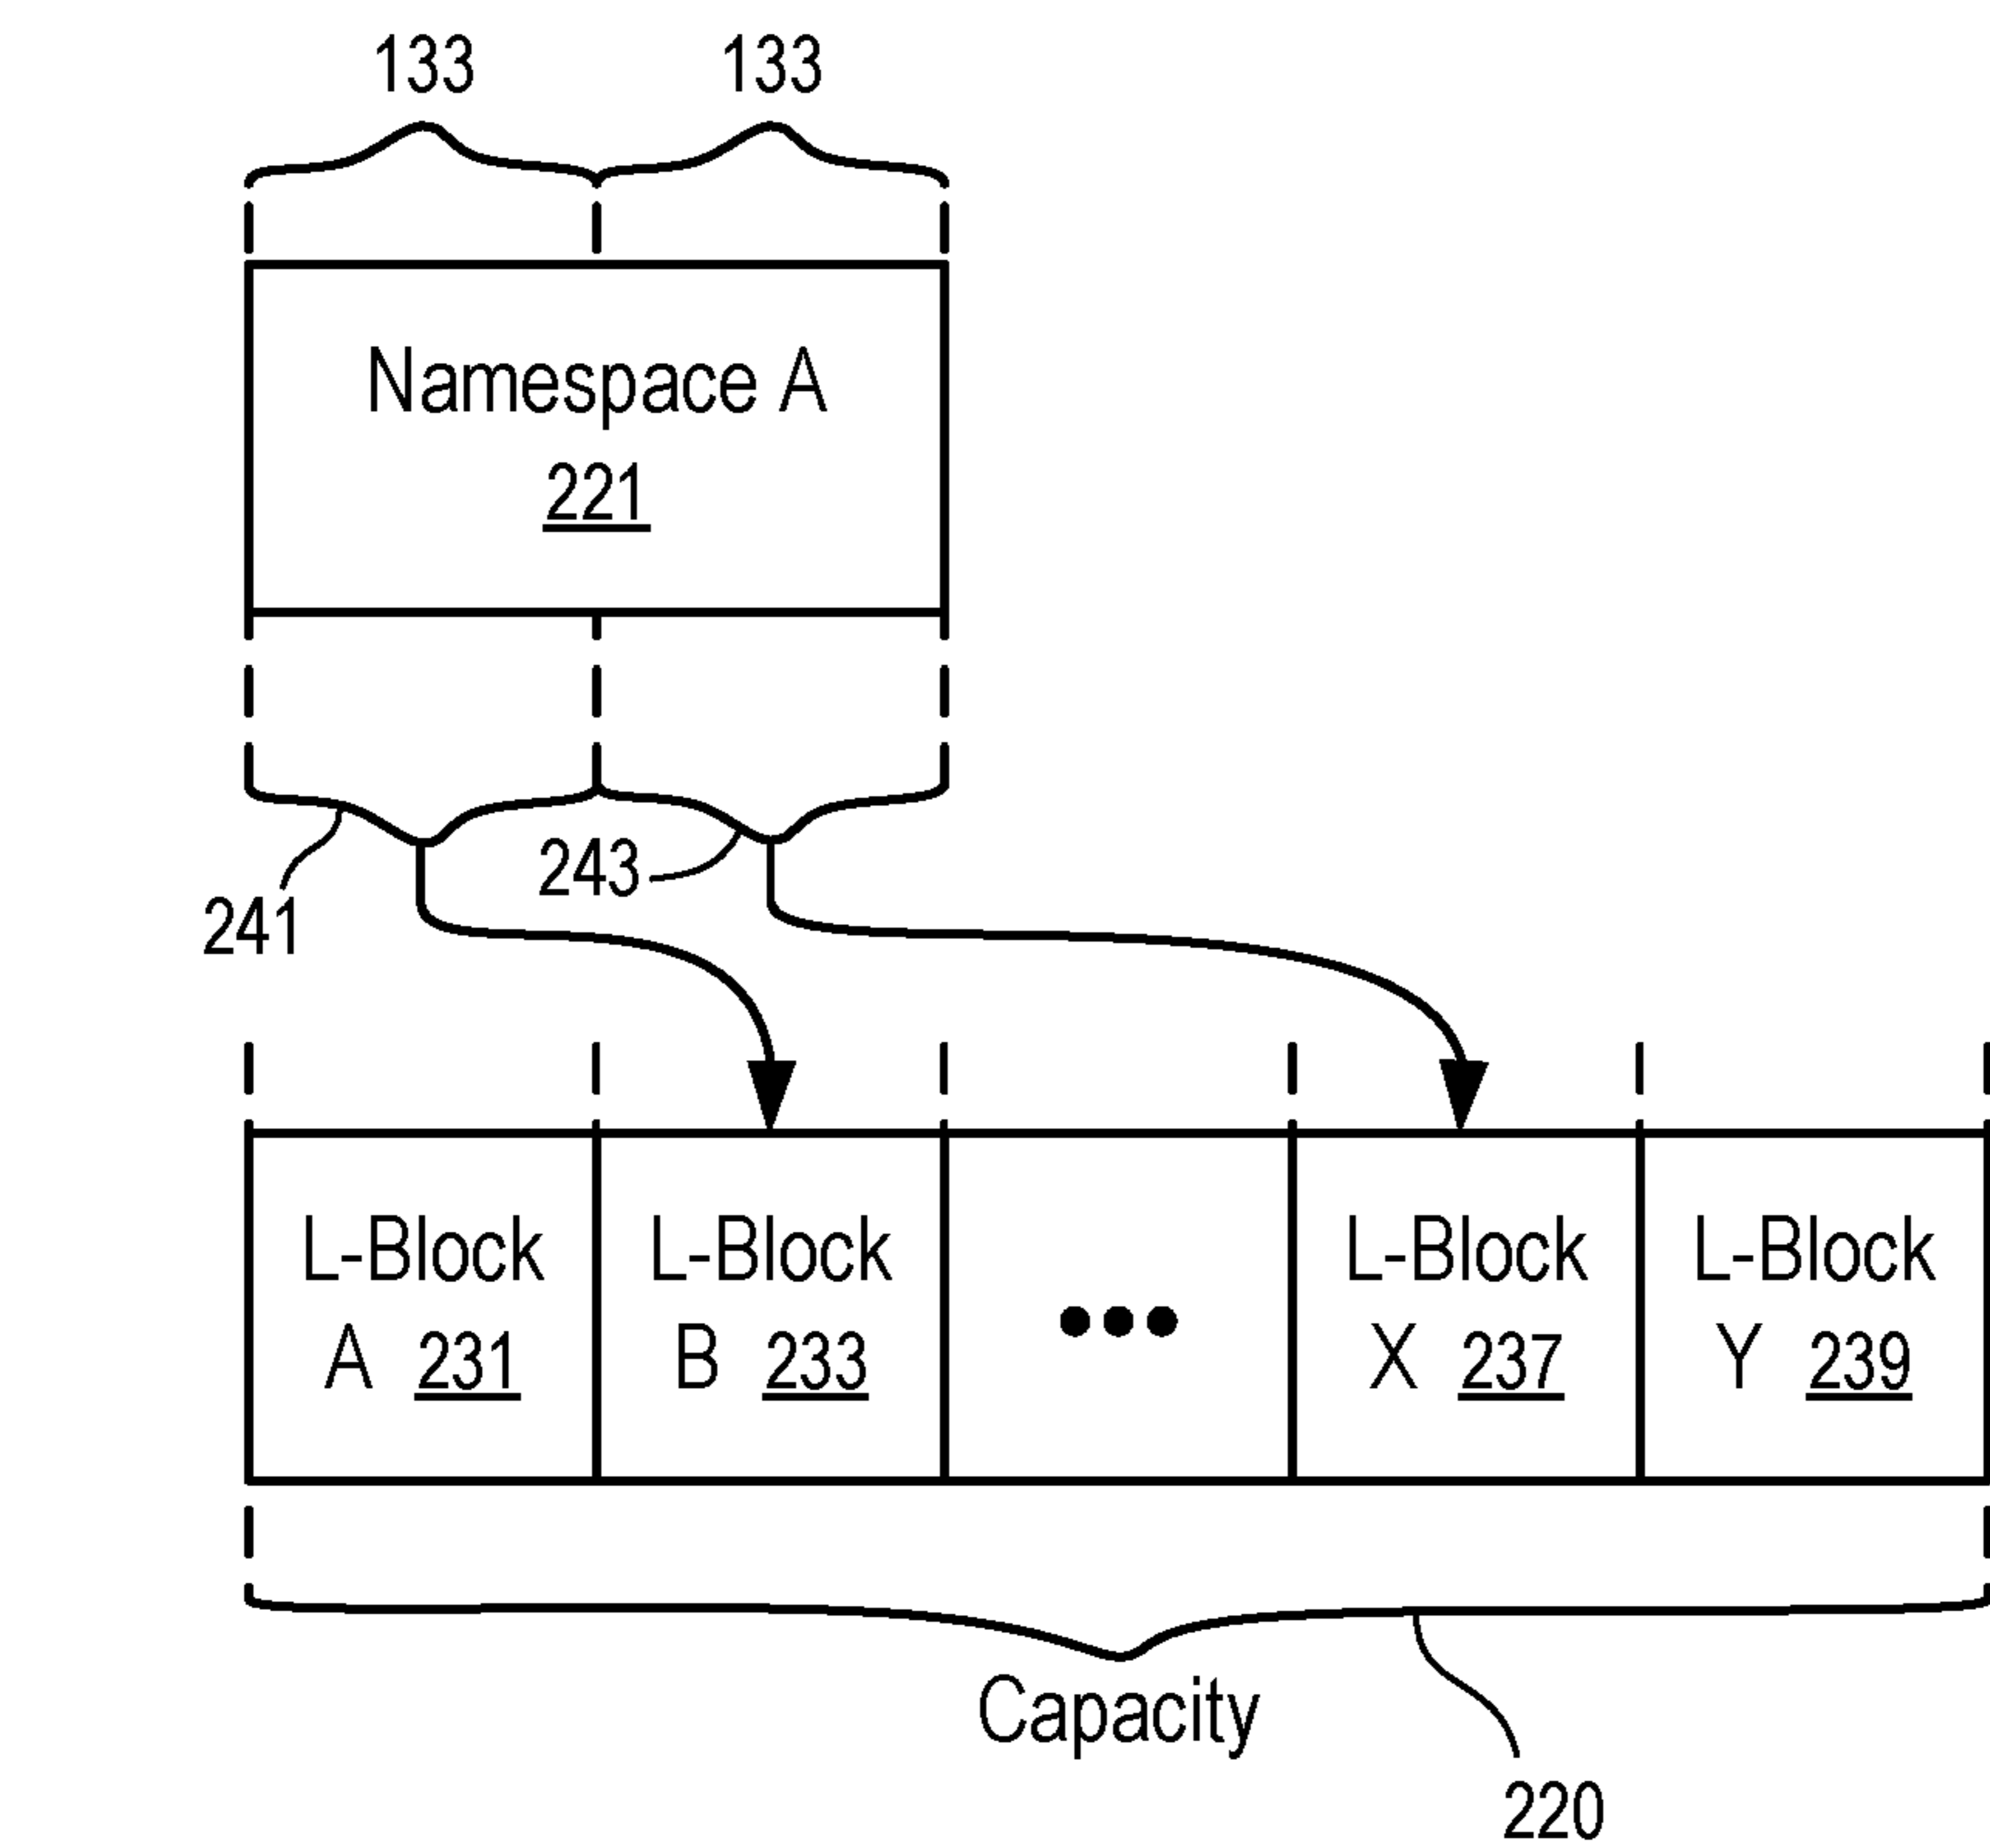 133 133
Namespace A
221
243
241
L-Block L-Block L-Block L-Block
A 231 B 233 ••• X 237 Y 239
Capacity
220